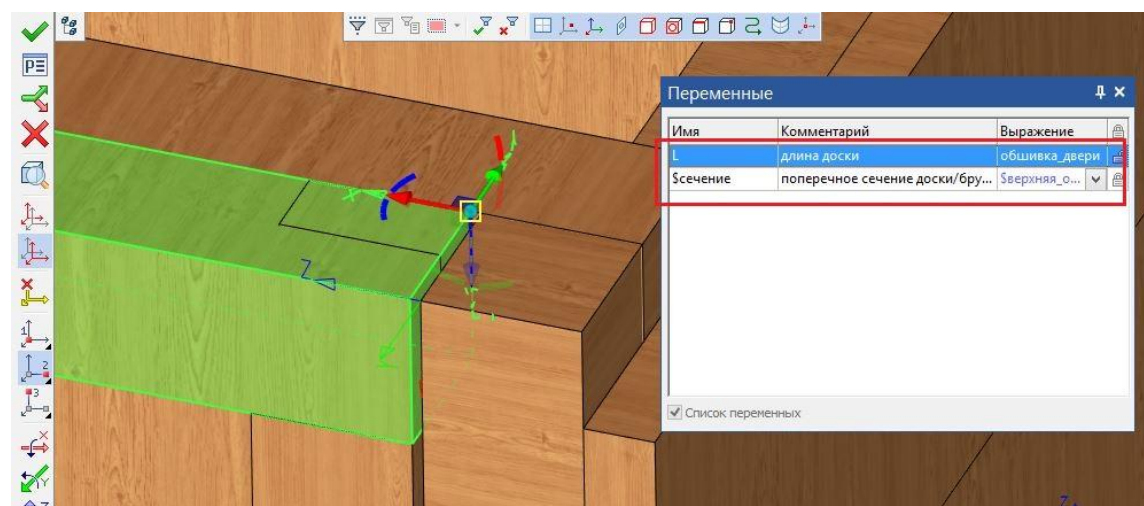 Переменные
Имя Комментарий Выражение
L длина доски обшивка_двери
$сечение поперечное сечение доски/бру... $верхняя_о...
Список переменных
X
Z
Z